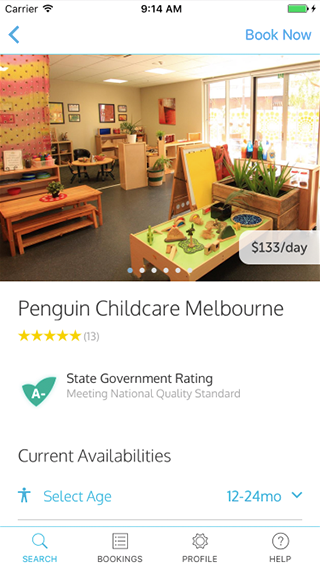 Carrier 9:14 AM
Book Now
$133/day
Penguin Childcare Melbourne
(13)
A-
State Government Rating
Meeting National Quality Standard
Current Availabilities
Select Age 12-24mo
SEARCH BOOKINGS PROFILE HELP